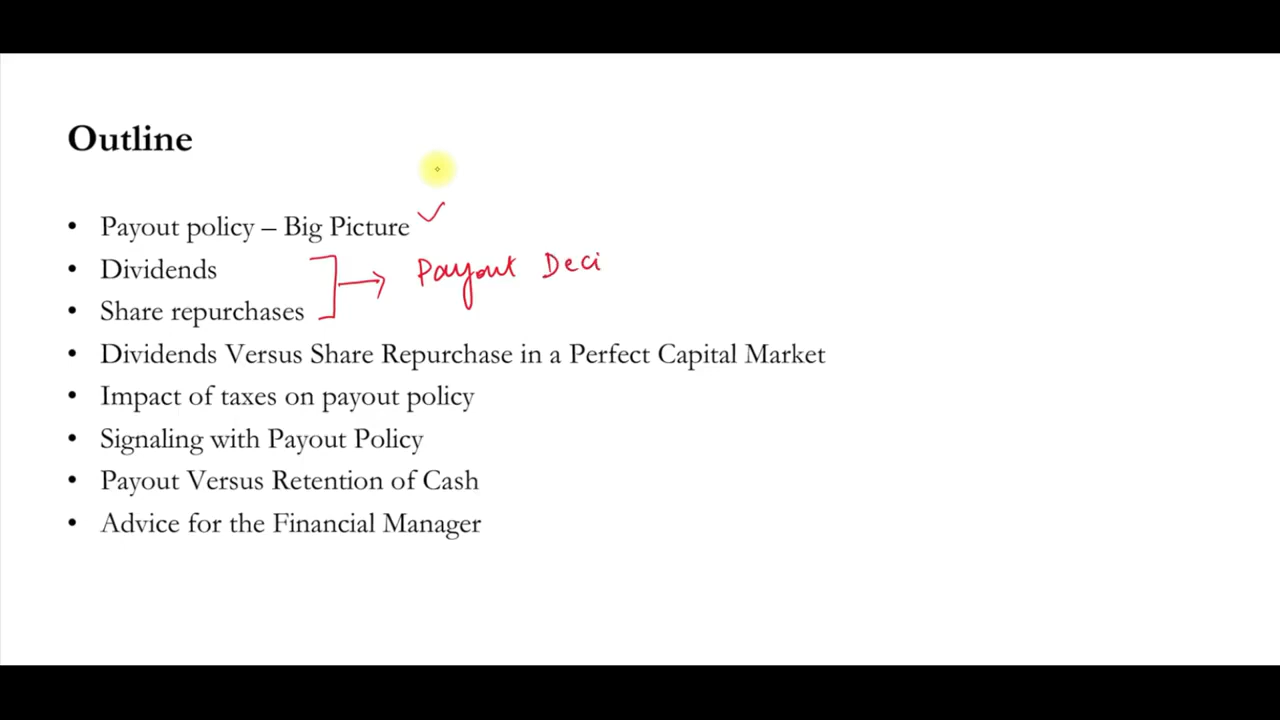 Outline
• Payout policy – Big Picture
• Dividends
Payout Deci
• Share repurchases
• Dividends Versus Share Repurchase in a Perfect Capital Market
• Impact of taxes on payout policy
• Signaling with Payout Policy
• Payout Versus Retention of Cash
• Advice for the Financial Manager